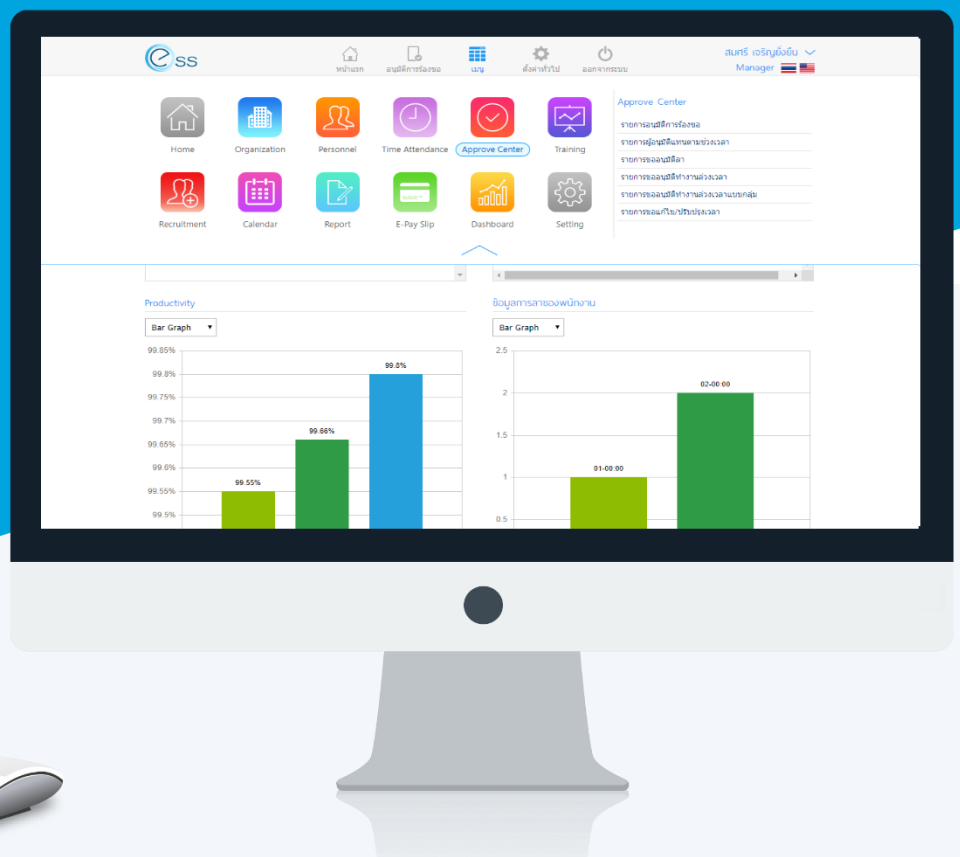 ess
หน้าแรก
อนุมัติการร้องขอ
เมนู
ตั้งค่าทั่วไป
ออกจากระบบ
สมศรี เจริญยิ่งยืน
Manager
Home
Organization
Personnel
Time Attendance
Approve Center
Training
Recruitment
Calendar
Report
E-Pay Slip
Dashboard
Setting
Approve Center
รายการอนุมัติการร้องขอ
รายการผู้อนุมัติแทนตามช่วงเวลา
รายการขออนุมัติลา
รายการขออนุมัติทำงานล่วงเวลา
รายการขออนุมัติทำงานล่วงเวลาแบบกลุ่ม
รายการขอแก้ไข/ปรับปรุงเวลา
Productivity
Bar Graph
99.85%
99.8%
99.75%
99.7%
99.65%
99.6%
99.55%
99.5%
99.55%
99.66%
99.8%
ข้อมูลการลาของพนักงาน
Bar Graph
2.5
2
1.5
1
0.5
01-00:00
02-00:00